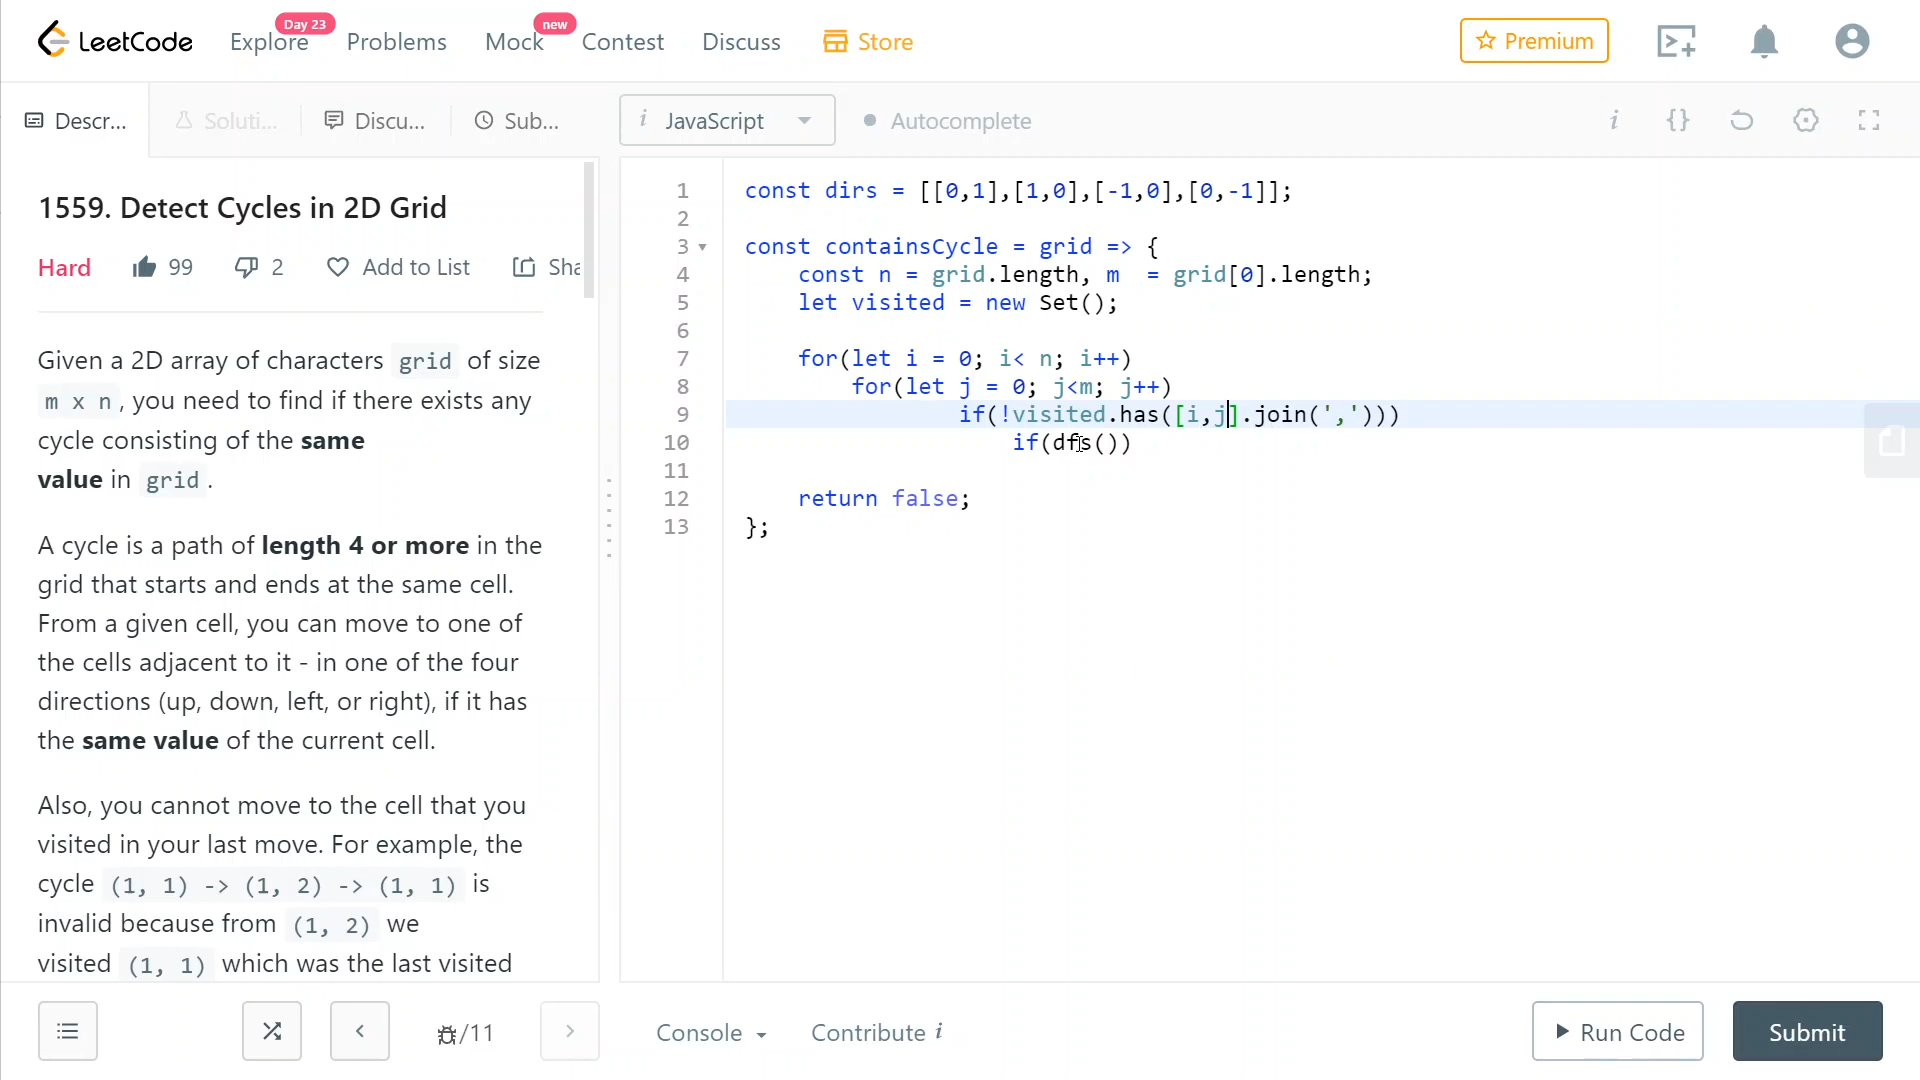 LeetCode
Explore
Day 23
Problems
Mock
new
Contest
Discuss
Store
Premium
Descr...
Soluti...
Discu...
Sub...
i JavaScript
Autocomplete
i {}
1559. Detect Cycles in 2D Grid
Hard 99 2 Add to List Sha
Given a 2D array of characters grid of size
m x n, you need to find if there exists any
cycle consisting of the same
value in grid.
A cycle is a path of length 4 or more in the
grid that starts and ends at the same cell.
From a given cell, you can move to one of
the cells adjacent to it - in one of the four
directions (up, down, left, or right), if it has
the same value of the current cell.
Also, you cannot move to the cell that you
visited in your last move. For example, the
cycle (1, 1) -> (1, 2) -> (1, 1) is
invalid because from (1, 2) we
visited (1, 1) which was the last visited
1 const dirs = [[0,1],[1,0],[-1,0],[0,-1]];
2
3 const containsCycle = grid => {
4 const n = grid.length, m  = grid[0].length;
5 let visited = new Set();
6
7 for(let i = 0; i< n; i++)
8 for(let j = 0; j<m; j++)
9 if(!visited.has([i,j].join(',')))
10 if(dfs())
11
12 return false;
13 };
/11
Console
Contribute i
Run Code
Submit